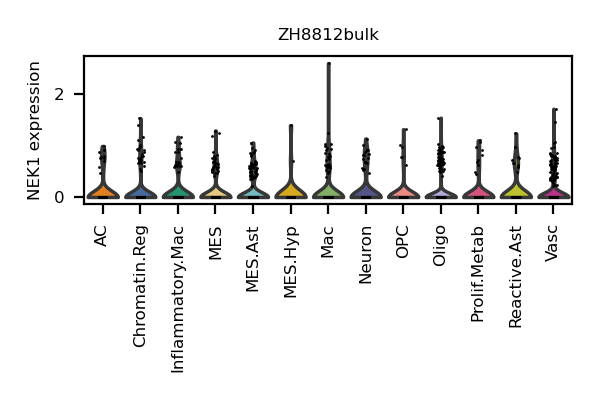 ZH8812bulk
NEK1 expression
2
0
AC
Chromatin.Reg
Inflammatory.Mac
MES
MES.Ast
MES.Hyp
Mac
Neuron
OPC
Oligo
Prolif.Metab
Reactive.Ast
Vasc